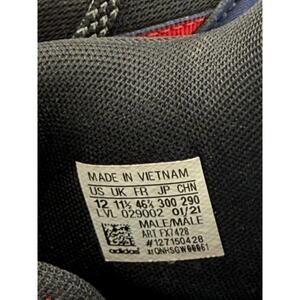 MADE IN VIETNAM
US UK FR JP CHN
12 11½ 46⅔ 300 290
LVL 029002 01/21
MALE/MALE
ART FX7428
#127150428
adidas